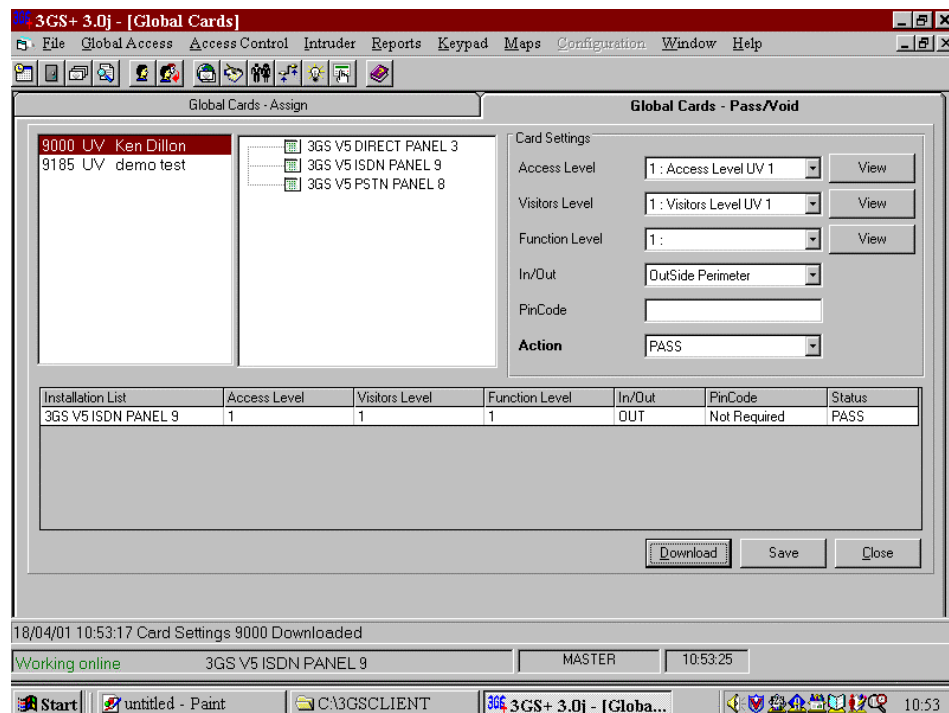 3GS+ 3.0j - [Global Cards]
File Global Access Access Control Intruder Reports Keypad Maps Configuration Window Help
Global Cards - Assign
Global Cards - Pass/Void
9000 UV Ken Dillon
9185 UV demo test
3GS V5 DIRECT PANEL 3
3GS V5 ISDN PANEL 9
3GS V5 PSTN PANEL 8
Card Settings
Access Level 1 : Access Level UV 1 View
Visitors Level 1 : Visitors Level UV 1 View
Function Level 1 : View
In/Out OutSide Perimeter
PinCode
Action PASS
Installation List Access Level Visitors Level Function Level In/Out PinCode Status
3GS V5 ISDN PANEL 9 1 1 1 OUT Not Required PASS
Download Save Close
18/04/01 10:53:17 Card Settings 9000 Downloaded
Working online 3GS V5 ISDN PANEL 9 MASTER 10:53:25
Start untitled - Paint C:\3GSCLIENT 3GS+ 3.0j - [Globa... 10:53